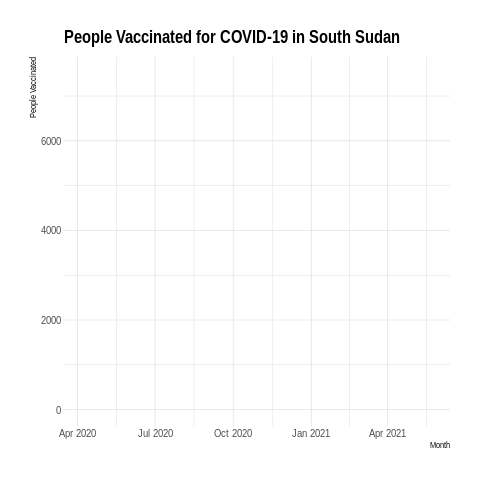 People Vaccinated for COVID-19 in South Sudan
People Vaccinated
6000
4000
2000
0
Apr 2020 Jul 2020 Oct 2020 Jan 2021 Apr 2021
Month